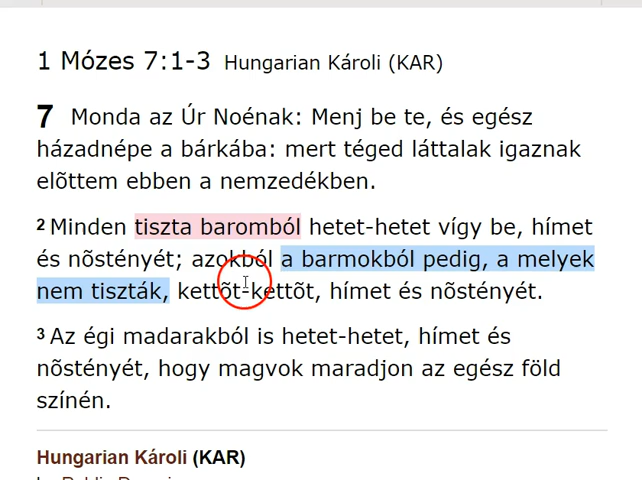 1 Mózes 7:1-3 Hungarian Károli (KAR)
7 Monda az Úr Noénak: Menj be te, és egész
házadnépe a bárkába: mert téged láttalak igaznak
elõttem ebben a nemzedékben.
2 Minden tiszta baromból hetet-hetet vígy be, hímet
és nõstényét; azokból a barmokból pedig, a melyek
nem tiszták, kettõt-kettõt, hímet és nõstényét.
3 Az égi madarakból is hetet-hetet, hímet és
nõstényét, hogy magvok maradjon az egész föld
színén.
Hungarian Károli (KAR)